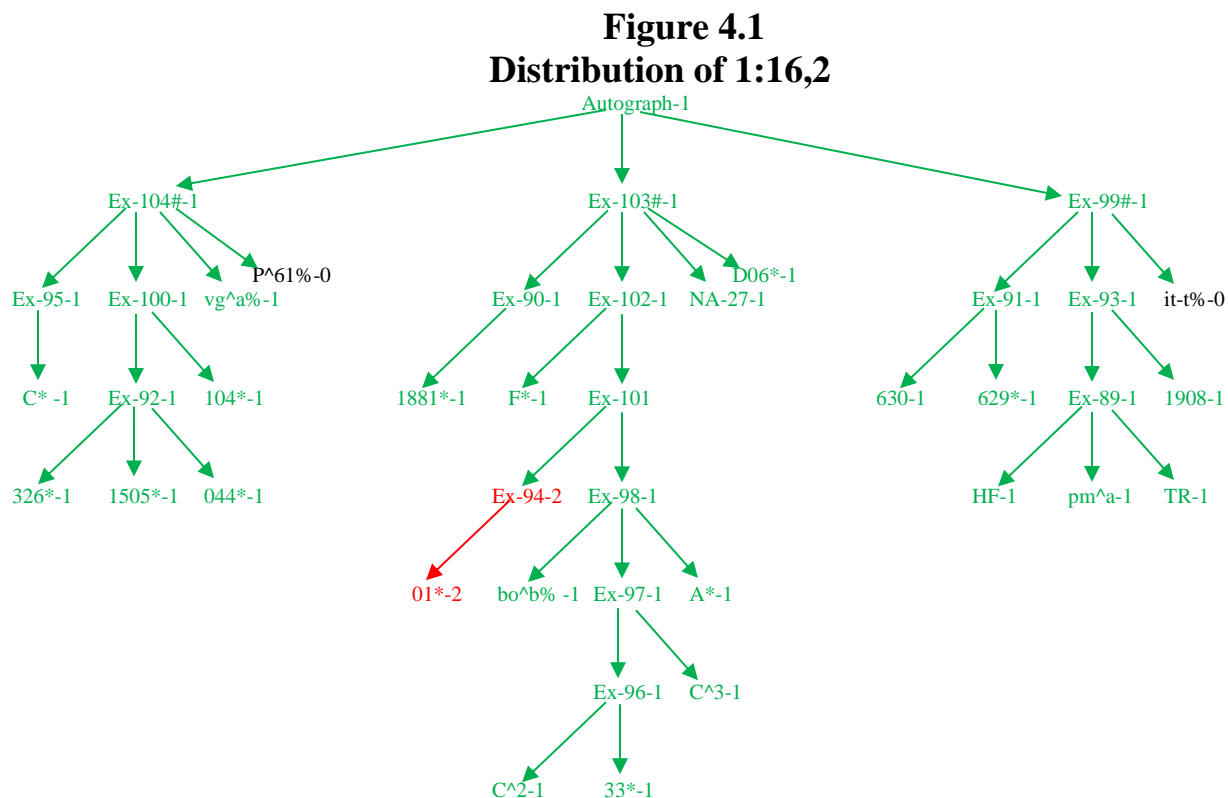 Figure 4.1
Distribution of 1:16,2
Autograph-1
Ex-104#-1 Ex-103#-1 Ex-99#-1
P^61%-0 D06*-1
Ex-95-1 Ex-100-1 vg^a%-1 Ex-90-1 Ex-102-1 NA-27-1 Ex-91-1 Ex-93-1 it-t%-0
C* -1 Ex-92-1 104*-1 1881*-1 F*-1 Ex-101 630-1 629*-1 Ex-89-1 1908-1
326*-1 1505*-1 044*-1 Ex-94-2 Ex-98-1 HF-1 pm^a-1 TR-1
01*-2 bo^b% -1 Ex-97-1 A*-1
Ex-96-1 C^3-1
C^2-1 33*-1